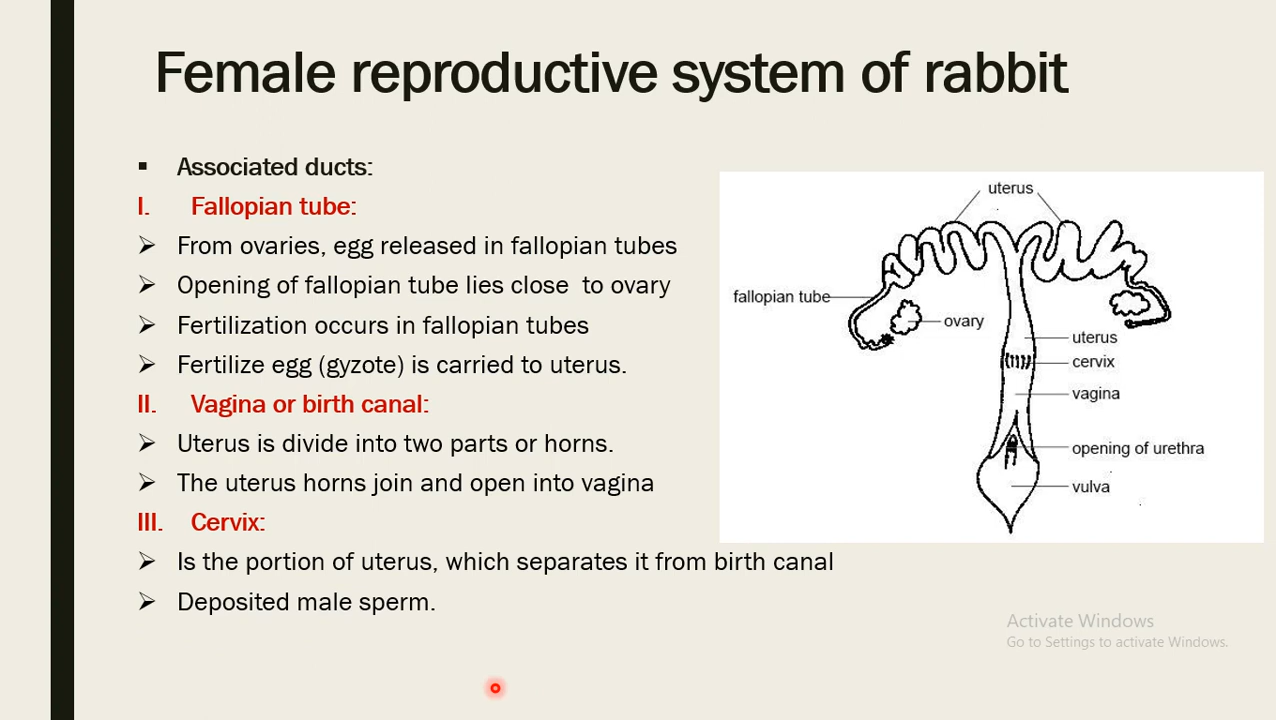 Female reproductive system of rabbit
▪ Associated ducts:
I. Fallopian tube:
➢ From ovaries, egg released in fallopian tubes
➢ Opening of fallopian tube lies close  to ovary
➢ Fertilization occurs in fallopian tubes
➢ Fertilize egg (gyzote) is carried to uterus.
II. Vagina or birth canal:
➢ Uterus is divide into two parts or horns.
➢ The uterus horns join and open into vagina
III. Cervix:
➢ Is the portion of uterus, which separates it from birth canal
➢ Deposited male sperm.
uterus
fallopian tube
ovary
uterus
cervix
vagina
opening of urethra
vulva
Activate Windows
Go to Settings to activate Windows.